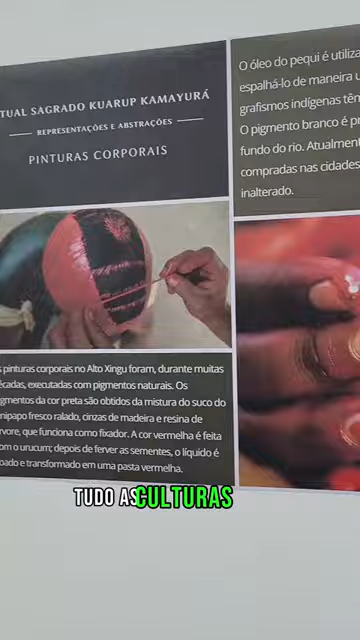 TUAL SAGRADO KUARUP KAMAYURÁ
REPRESENTAÇÕES E ABSTRAÇÕES
PINTURAS CORPORAIS
O óleo do pequi é utiliza
espalhá-lo de maneira u
grafismos indígenas têm
O pigmento branco é pr
fundo do rio. Atualment
compradas nas cidades
inalterado.
s pinturas corporais no Alto Xingu foram, durante muitas
écadas, executadas com pigmentos naturais. Os
gmentos da cor preta são obtidos da mistura do suco do
nipapo fresco ralado, cinzas de madeira e resina de
rvore, que funciona como fixador. A cor vermelha é feita
om o urucum; depois de ferver as sementes, o líquido é
oado e transformado em uma pasta vermelha.
TUDO AS CULTURAS